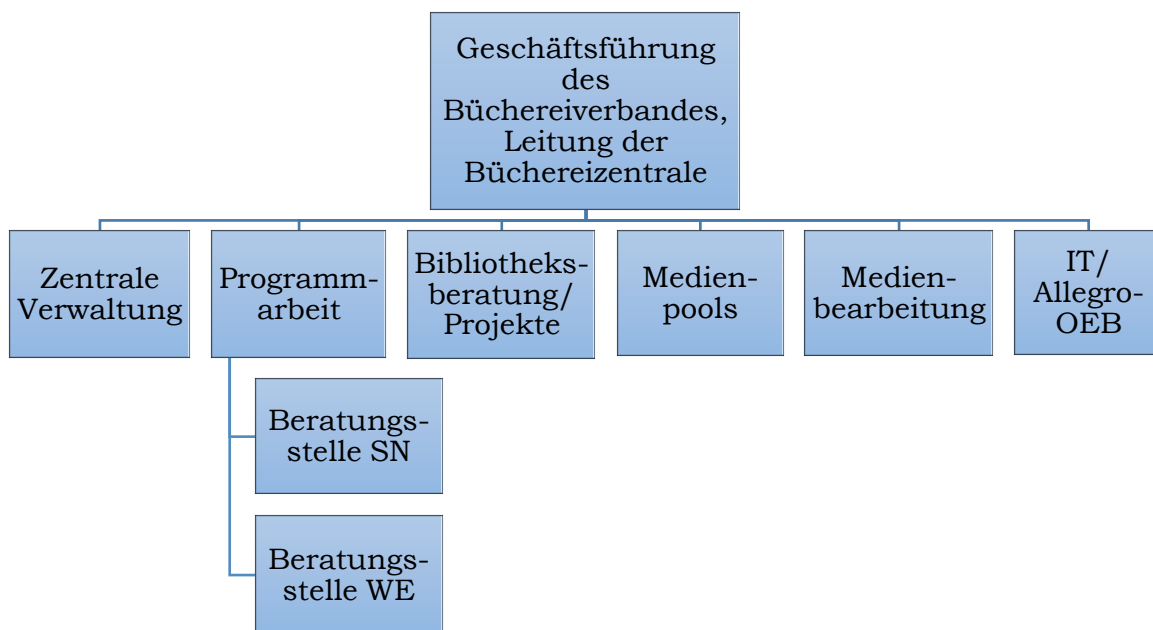 Geschäftsführung
des
Büchereiverbandes,
Leitung der
Büchereizentrale
Zentrale
Verwaltung
Programm-
arbeit
Bibliotheks-
beratung/
Projekte
Medien-
pools
Medien-
bearbeitung
IT/
Allegro-
OEB
Beratungs-
stelle SN
Beratungs-
stelle WE